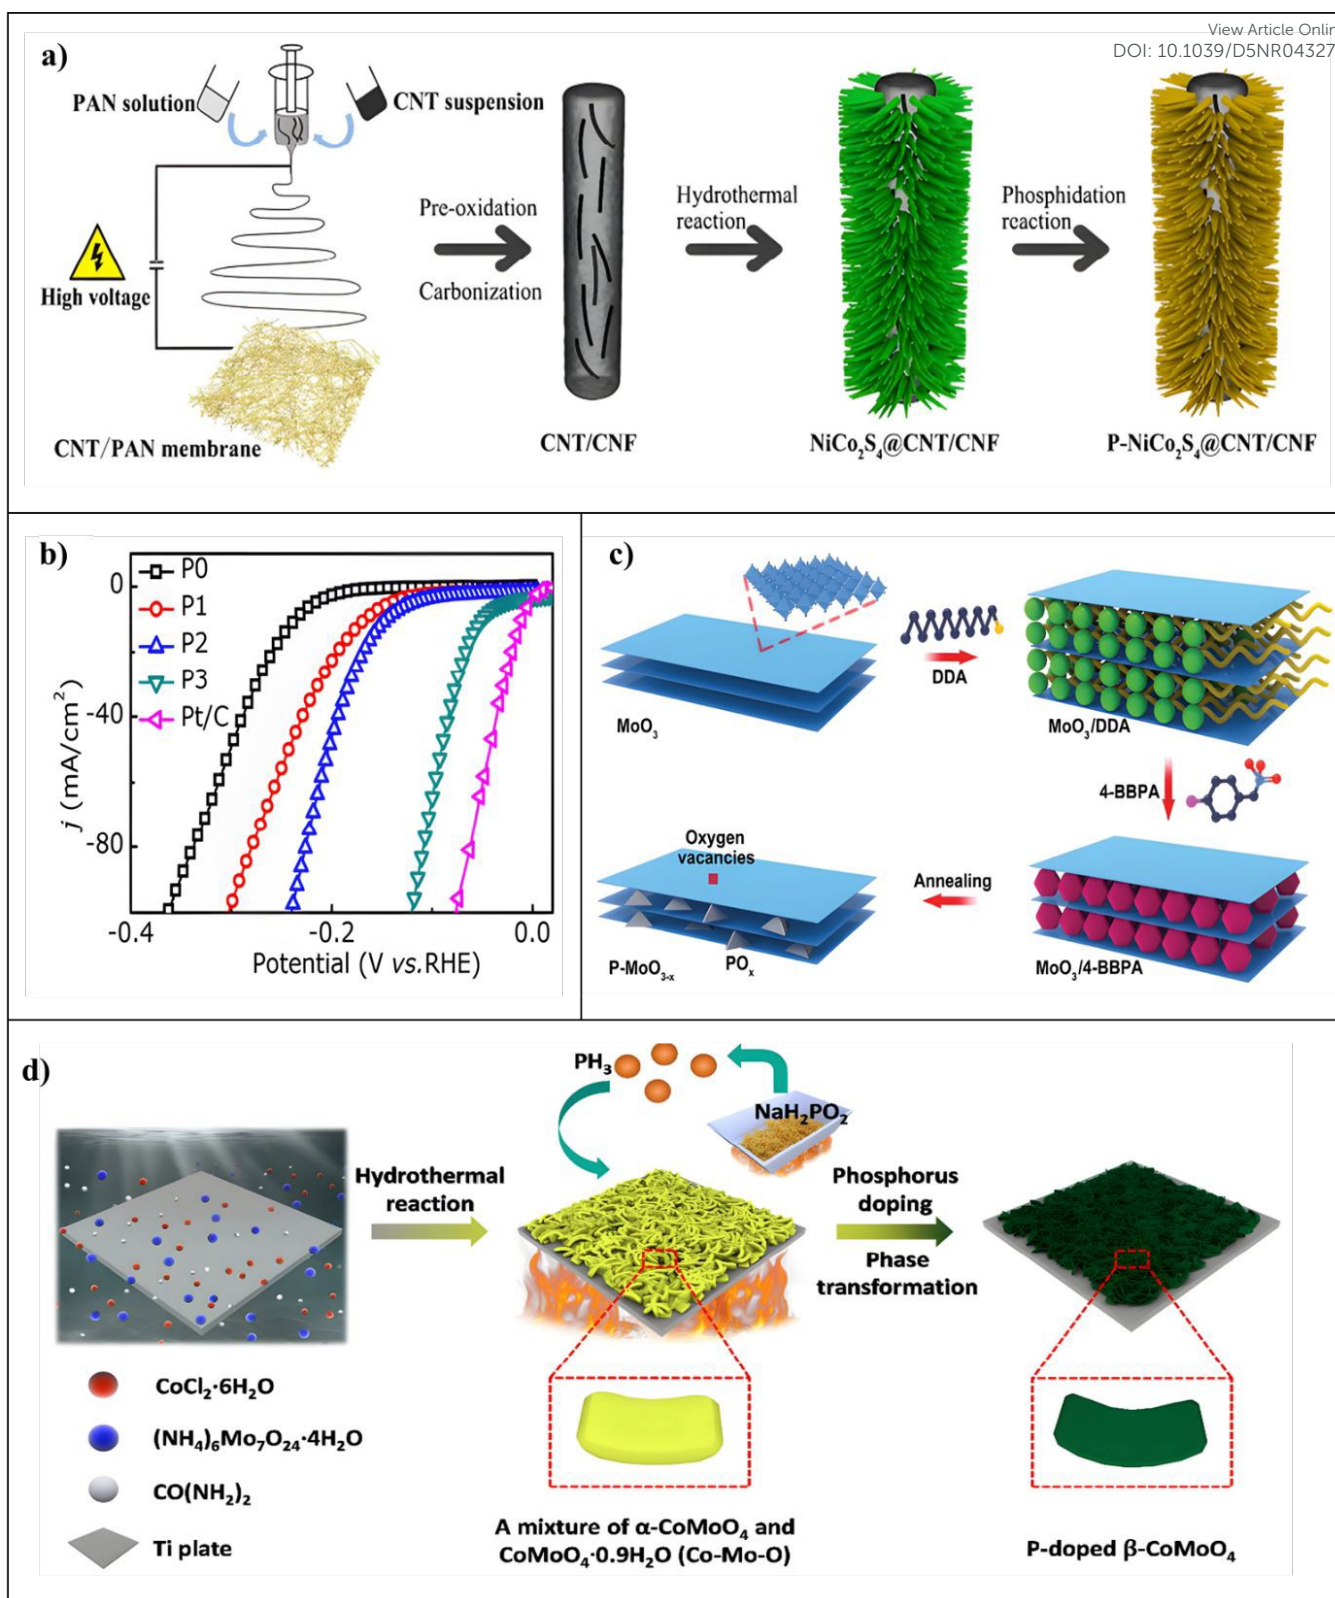 View Article Onlin
DOI: 10.1039/D5NR04327
a)
PAN solution
CNT suspension
High voltage
CNT/PAN membrane
Pre-oxidation
Carbonization
CNT/CNF
Hydrothermal
reaction
NiCo₂S₄@CNT/CNF
Phosphidation
reaction
P-NiCo₂S₄@CNT/CNF
b)
P0
P1
P2
P3
Pt/C
0
-40
-80
j (mA/cm²)
-0.4
-0.2
0.0
Potential (V vs.RHE)
c)
MoO₃
DDA
MoO₃/DDA
4-BBPA
MoO₃/4-BBPA
Annealing
Oxygen
vacancies
P-MoO₃₋ₓ
POₓ
d)
PH₃
NaH₂PO₂
Hydrothermal
reaction
Phosphorus
doping
Phase
transformation
CoCl₂·6H₂O
(NH₄)₆Mo₇O₂₄·4H₂O
CO(NH₂)₂
Ti plate
A mixture of α-CoMoO₄ and
CoMoO₄·0.9H₂O (Co-Mo-O)
P-doped β-CoMoO₄